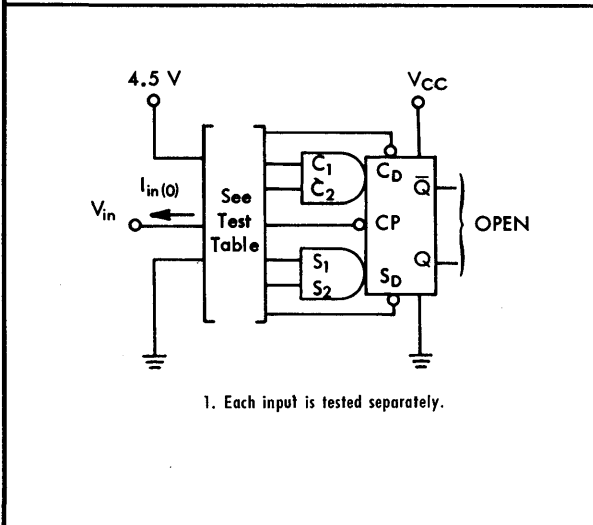 4.5 V
VCC
Iin(0)
Vin
See
Test
Table
C1
C2
CD
Q̅
CP
OPEN
S1
S2
SD
Q
1. Each input is tested separately.